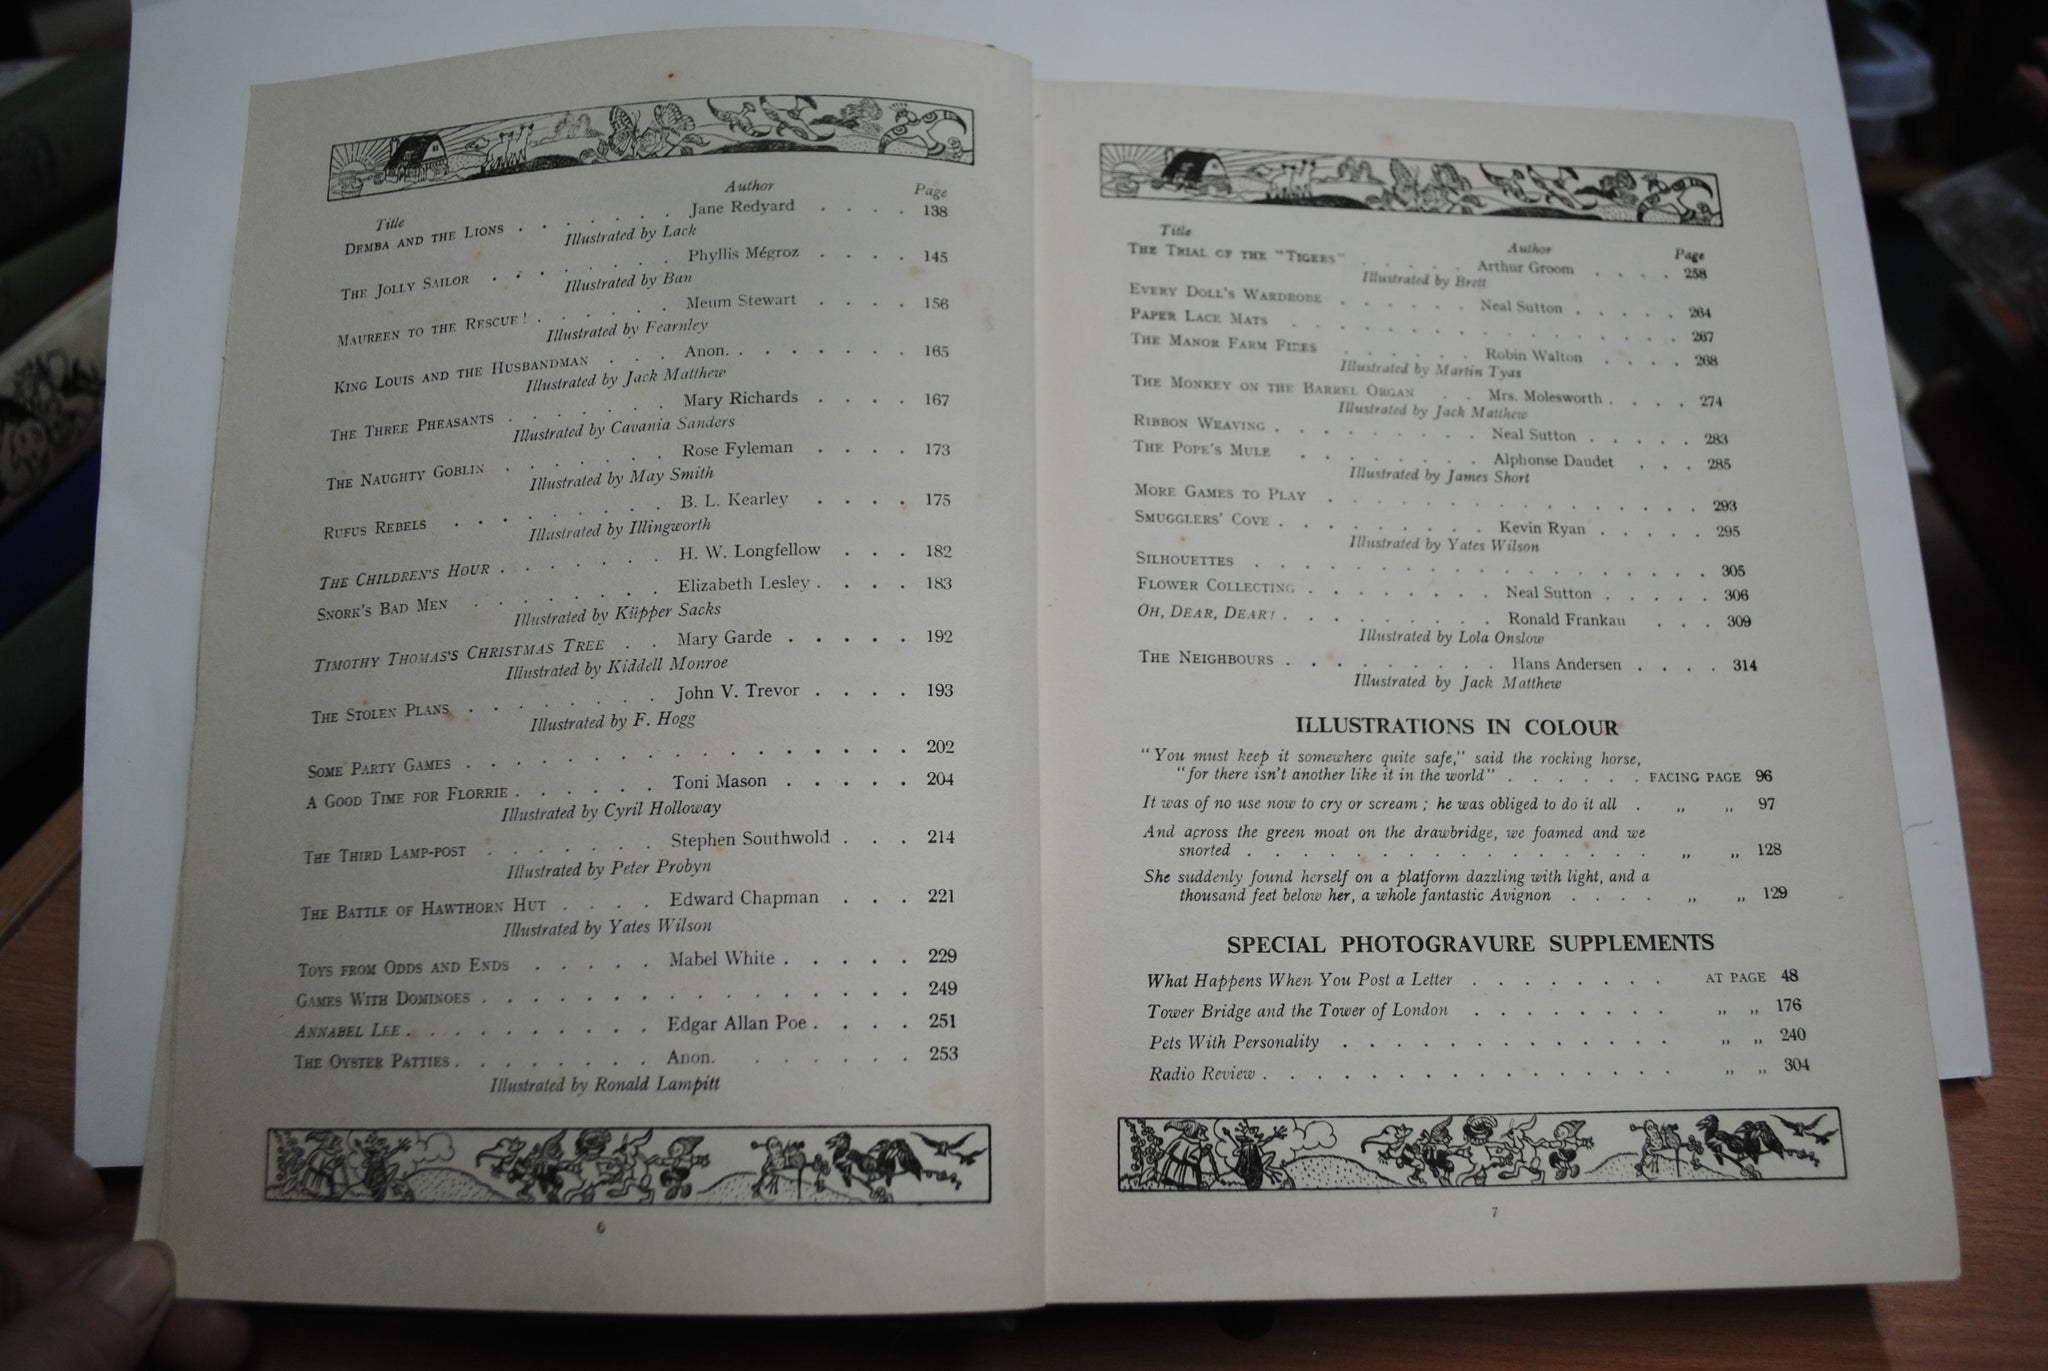 Title Author Page
DEMBA AND THE LIONS . . . . . . . Jane Redyard . . . . 138
Illustrated by Lack
THE JOLLY SAILOR . . . . . . . Phyllis Mégroz . . . . 145
Illustrated by Ban
MAUREEN TO THE RESCUE! . . . . . . Meum Stewart . . . . 156
Illustrated by Fearnley
KING LOUIS AND THE HUSBANDMAN . . . Anon. . . . . . . . 165
Illustrated by Jack Matthew
THE THREE PHEASANTS . . . . . . . Mary Richards . . . . 167
Illustrated by Cavania Sanders
THE NAUGHTY GOBLIN . . . . . . . Rose Fyleman . . . . 173
Illustrated by May Smith
RUFUS REBELS . . . . . . . . B. L. Kearley . . . . 175
Illustrated by Illingworth
THE CHILDREN'S HOUR . . . . . . . H. W. Longfellow . . . 182
SNORK'S BAD MEN . . . . . . . Elizabeth Lesley . . . . 183
Illustrated by Küpper Sacks
TIMOTHY THOMAS'S CHRISTMAS TREE . . Mary Garde . . . . . 192
Illustrated by Kiddell Monroe
THE STOLEN PLANS . . . . . . . . John V. Trevor . . . . 193
Illustrated by F. Hogg
SOME PARTY GAMES . . . . . . . . . . . . . . . 202
A GOOD TIME FOR FLORRIE . . . . . . Toni Mason . . . . . 204
Illustrated by Cyril Holloway
THE THIRD LAMP-POST . . . . . . . Stephen Southwold . . . 214
Illustrated by Peter Probyn
THE BATTLE OF HAWTHORN HUT . . . . Edward Chapman . . . 221
Illustrated by Yates Wilson
TOYS FROM ODDS AND ENDS . . . . . Mabel White . . . . . 229
GAMES WITH DOMINOES . . . . . . . . . . . . . . . 249
ANNABEL LEE . . . . . . . . . . Edgar Allan Poe . . . . 251
THE OYSTER PATTIES . . . . . . . . Anon. . . . . . 253
Illustrated by Ronald Lampitt
6
Title Author Page
THE TRIAL OF THE "TIGERS" . . . . . Arthur Groom . . . . 258
Illustrated by Brett
EVERY DOLL'S WARDROBE . . . . . . Neal Sutton . . . . . 264
PAPER LACE MATS . . . . . . . . . . . . . . . 267
THE MANOR FARM FIRES . . . . . . Robin Walton . . . . 268
Illustrated by Martin Tyas
THE MONKEY ON THE BARREL ORGAN . . Mrs. Molesworth . . . . 274
Illustrated by Jack Matthew
RIBBON WEAVING . . . . . . . . . Neal Sutton . . . . . 283
THE POPE'S MULE . . . . . . . Alphonse Daudet . . . 285
Illustrated by James Short
MORE GAMES TO PLAY . . . . . . . . . . . . . . 293
SMUGGLERS' COVE . . . . . . . . . Kevin Ryan . . . . . 295
Illustrated by Yates Wilson
SILHOUETTES . . . . . . . . . . . . . . . . 305
FLOWER COLLECTING . . . . . . . . Neal Sutton . . . . . 306
OH, DEAR, DEAR! . . . . . . . . . Ronald Frankau . . . 309
Illustrated by Lola Onslow
THE NEIGHBOURS . . . . . . . . . Hans Andersen . . . . 314
Illustrated by Jack Matthew
ILLUSTRATIONS IN COLOUR
"You must keep it somewhere quite safe," said the rocking horse,
"for there isn't another like it in the world" . . . . . . FACING PAGE 96
It was of no use now to cry or scream ; he was obliged to do it all . „ „ 97
And across the green moat on the drawbridge, we foamed and we
snorted . . . . . . . . . . . . . . . „ „ 128
She suddenly found herself on a platform dazzling with light, and a
thousand feet below her, a whole fantastic Avignon . . . . „ „ 129
SPECIAL PHOTOGRAVURE SUPPLEMENTS
What Happens When You Post a Letter . . . . . . . AT PAGE 48
Tower Bridge and the Tower of London . . . . . . . „ „ 176
Pets With Personality . . . . . . . . . . . . . „ „ 240
Radio Review . . . . . . . . . . . . . . . . „ „ 304
7